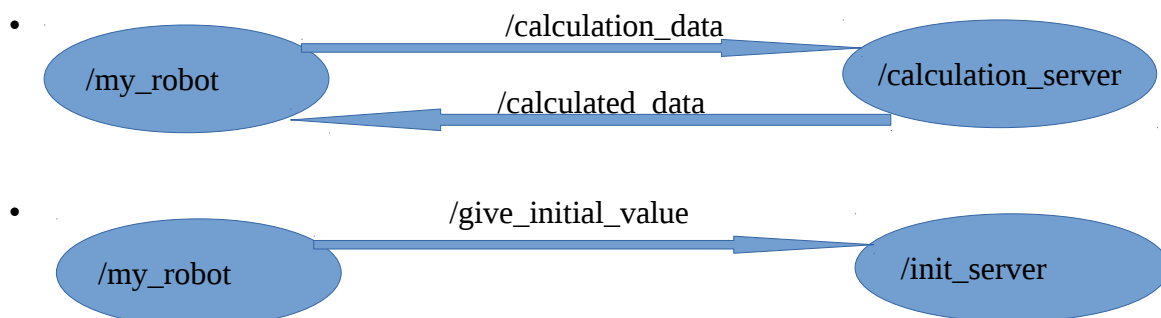 /calculation_data
/my_robot
/calculation_server
/calculated_data
/give_initial_value
/my_robot
/init_server